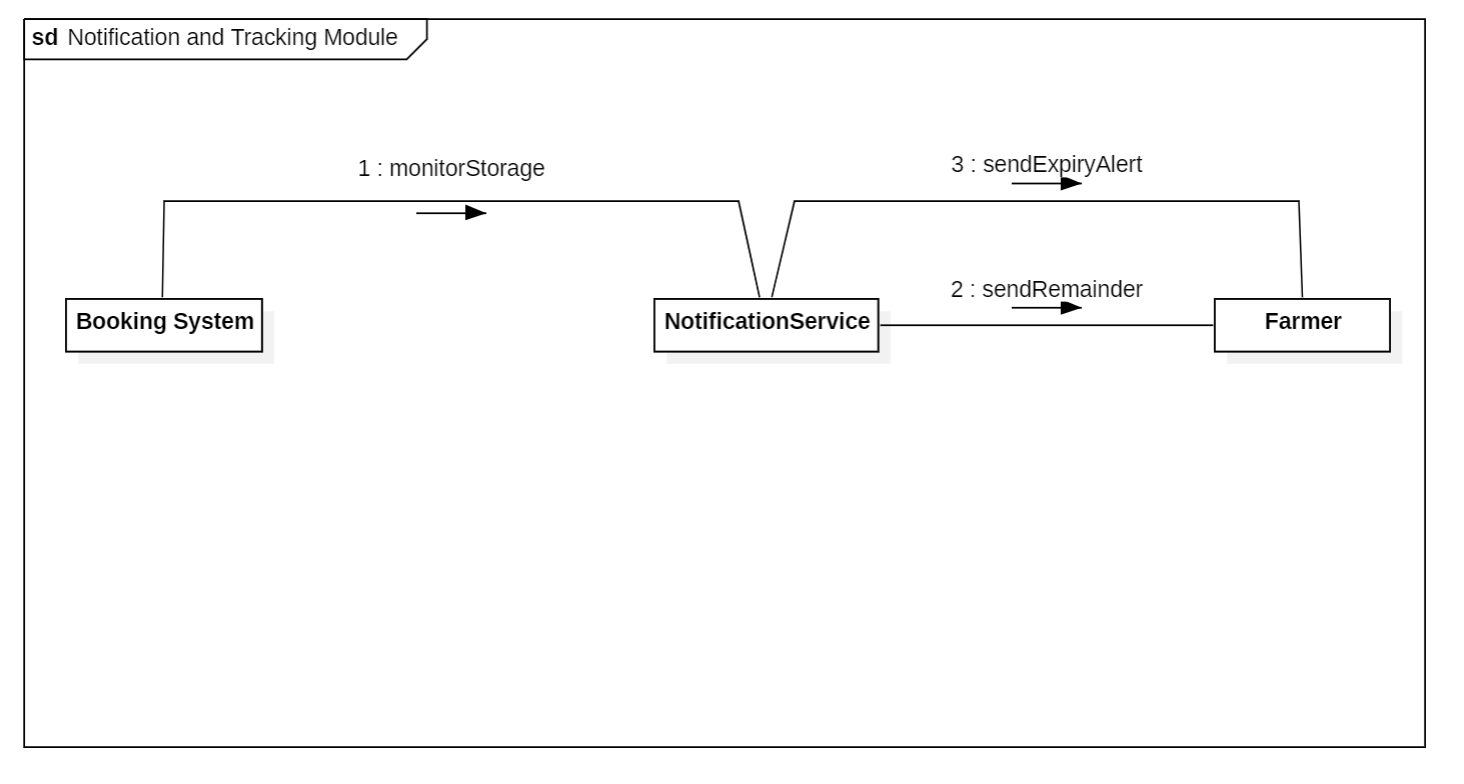 sd Notification and Tracking Module
1 : monitorStorage
3 : sendExpiryAlert
2 : sendRemainder
Booking System
NotificationService
Farmer